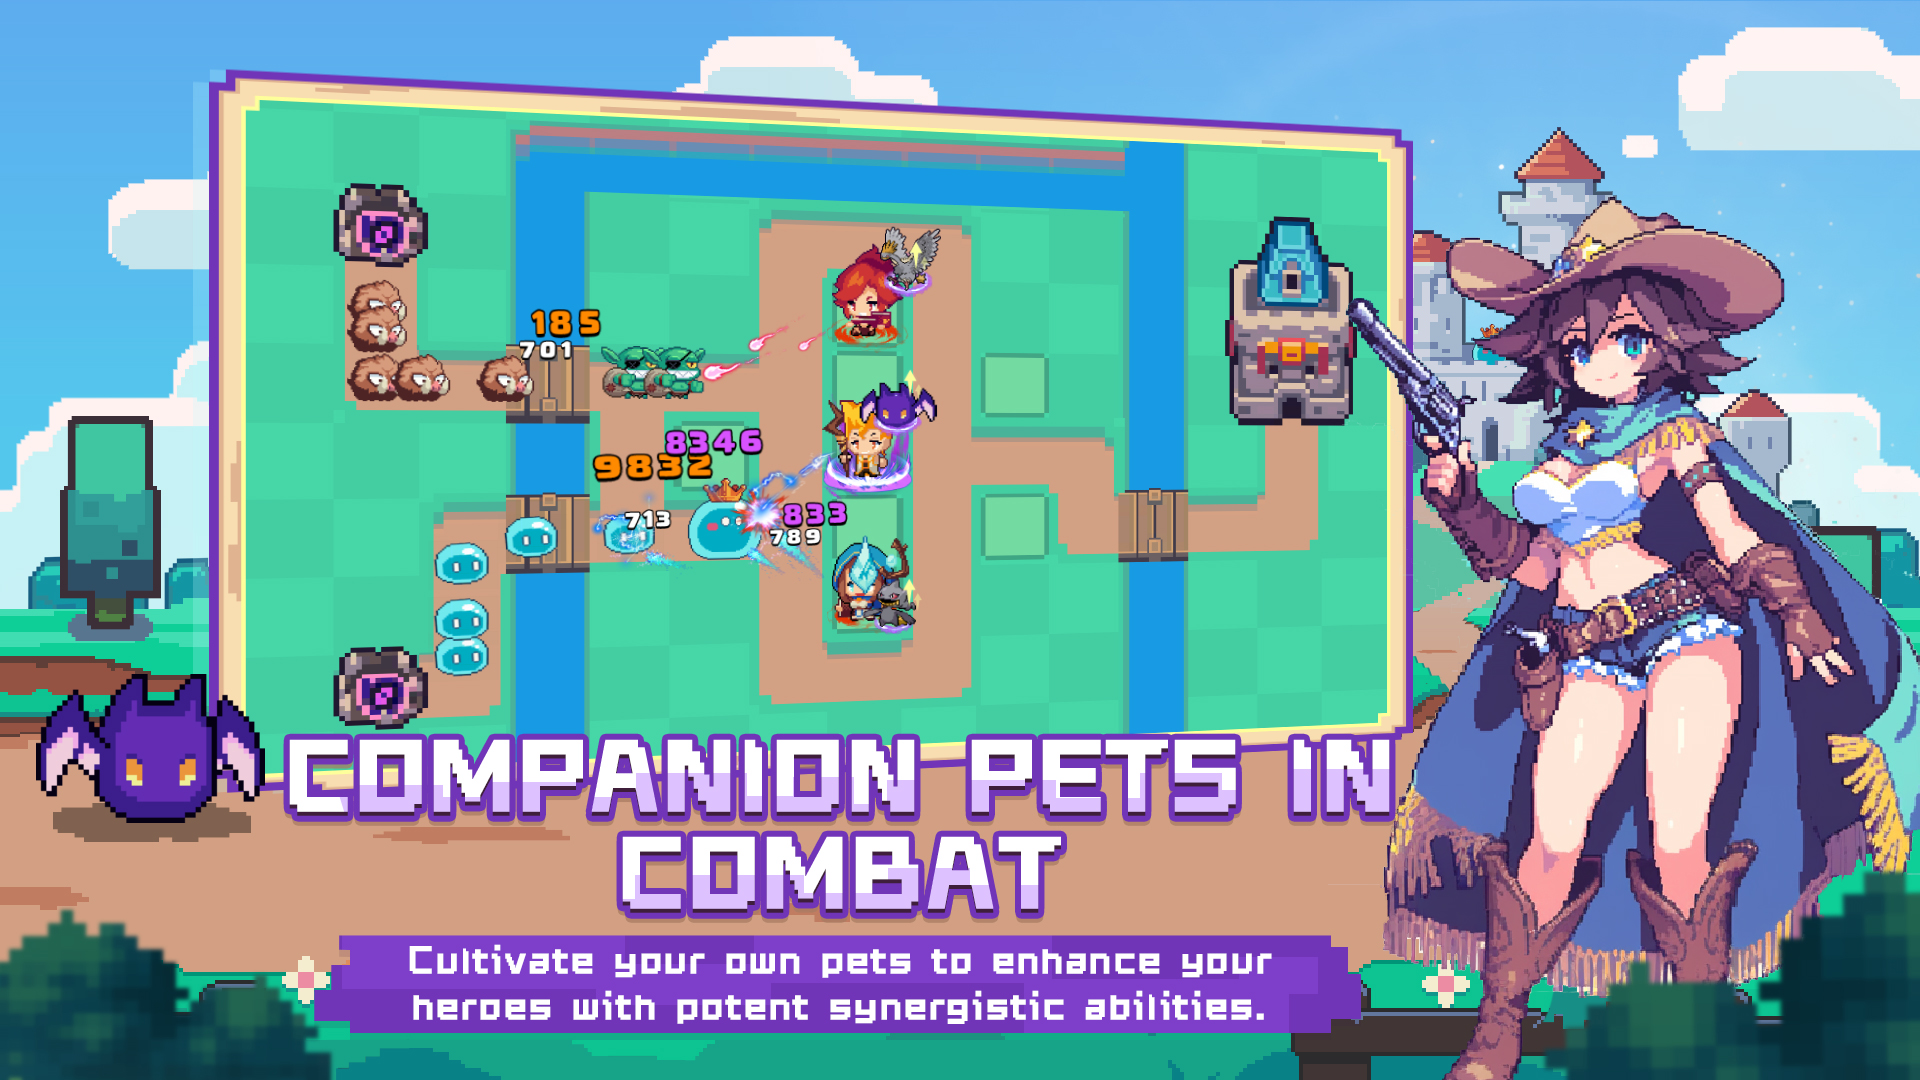 185
701
8346
9832
713
833
789
COMPANION PETS IN
COMBAT
Cultivate your own pets to enhance your
heroes with potent synergistic abilities.